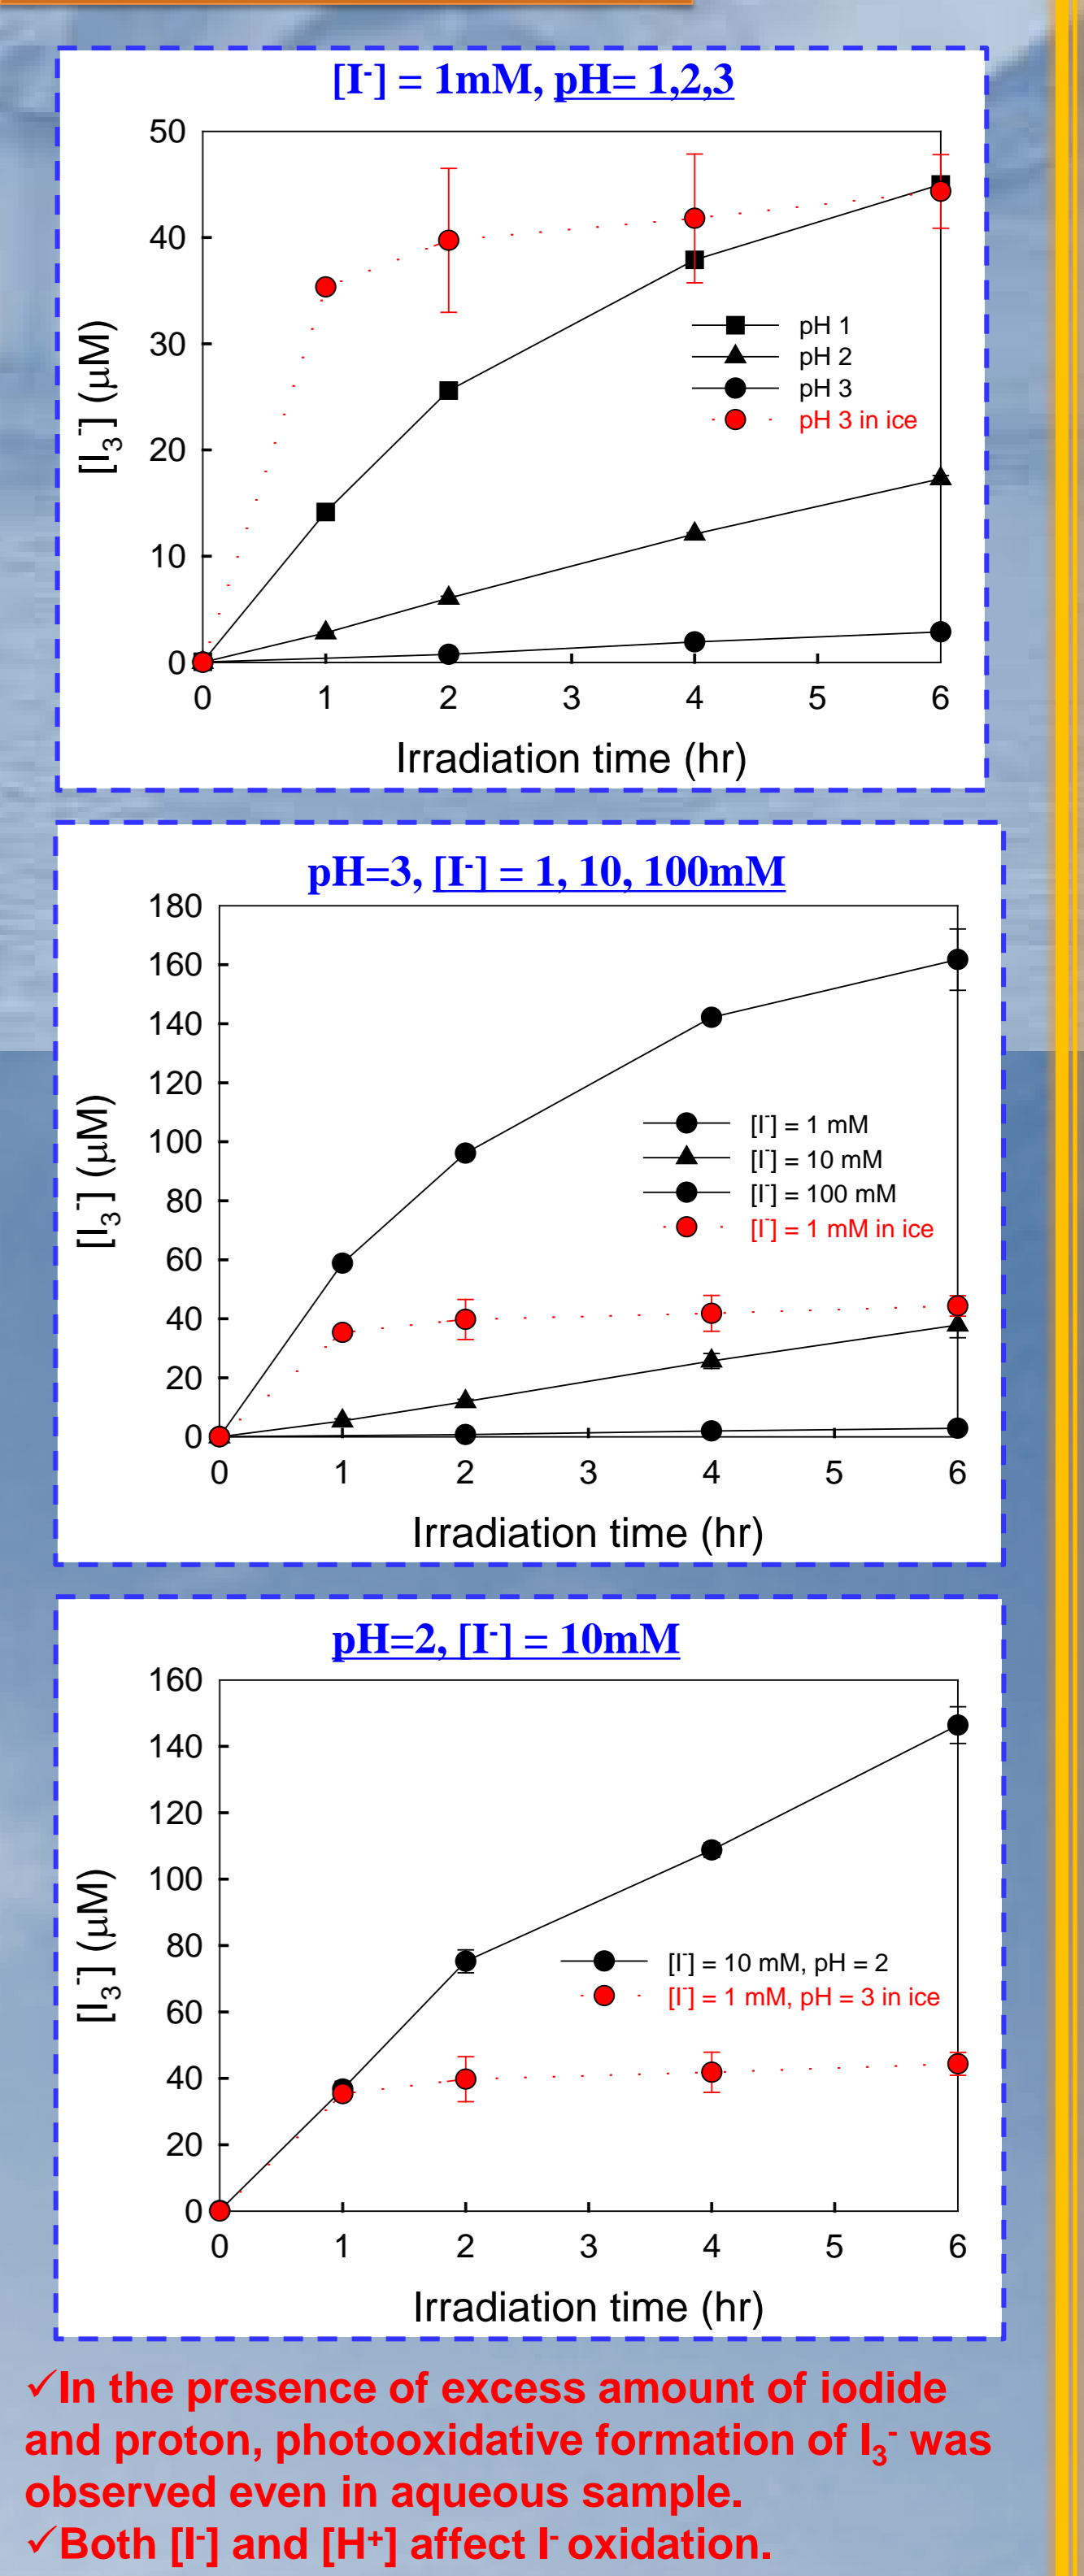 [I-] = 1mM, pH= 1,2,3
50
40
30
20
10
0
[I3-] (μM)
pH 1
pH 2
pH 3
pH 3 in ice
0 1 2 3 4 5 6
Irradiation time (hr)
pH=3, [I-] = 1, 10, 100mM
180
160
140
120
100
80
60
40
20
0
[I3-] (μM)
[I-] = 1 mM
[I-] = 10 mM
[I-] = 100 mM
[I-] = 1 mM in ice
0 1 2 3 4 5 6
Irradiation time (hr)
pH=2, [I-] = 10mM
160
140
120
100
80
60
40
20
0
[I3-] (μM)
[I-] = 10 mM, pH = 2
[I-] = 1 mM, pH = 3 in ice
0 1 2 3 4 5 6
Irradiation time (hr)
✓In the presence of excess amount of iodide
and proton, photooxidative formation of I3- was
observed even in aqueous sample.
✓Both [I-] and [H+] affect I- oxidation.